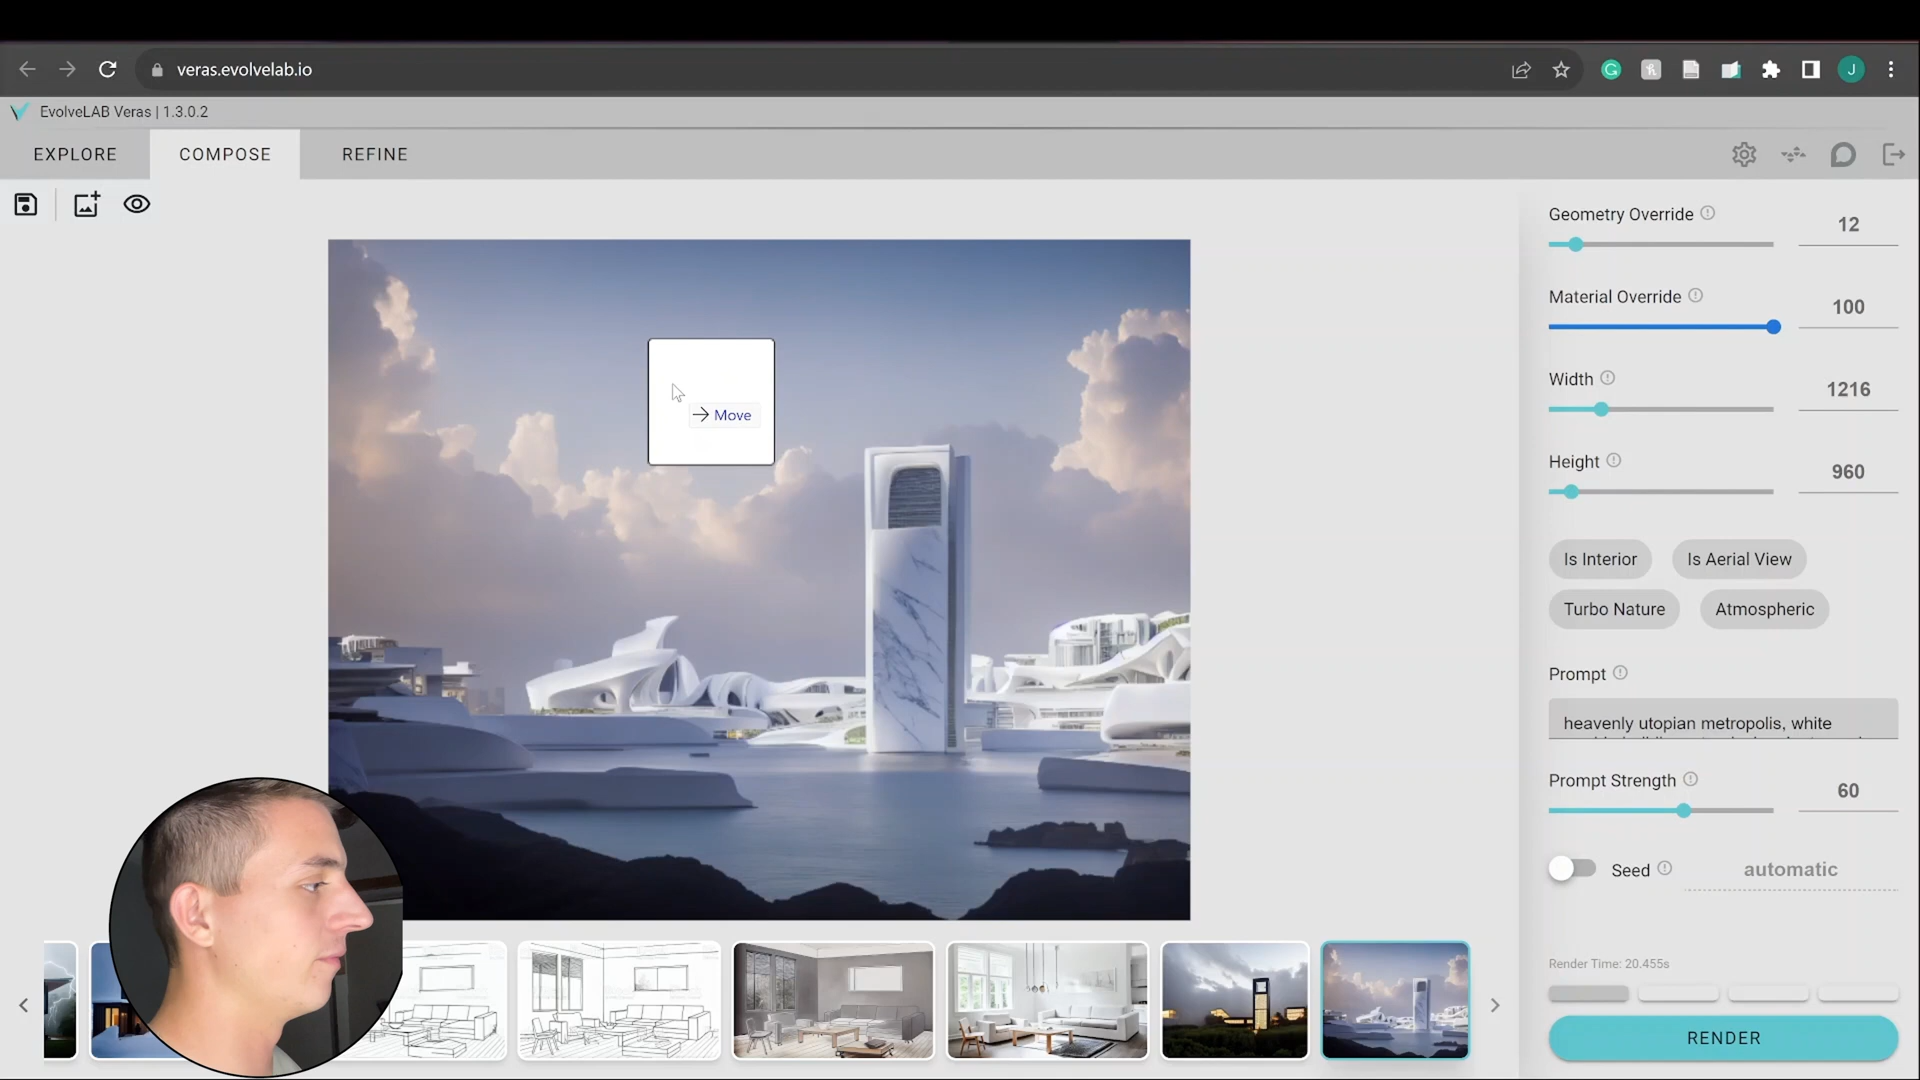 veras.evolvelab.io
J
EvolveLAB Veras | 1.3.0.2
EXPLORE
COMPOSE
REFINE
Geometry Override
12
Material Override
100
Width
1216
Height
960
Is Interior
Is Aerial View
Turbo Nature
Atmospheric
Prompt
heavenly utopian metropolis, white
Prompt Strength
60
Seed
automatic
Render Time: 20.455s
RENDER
Move